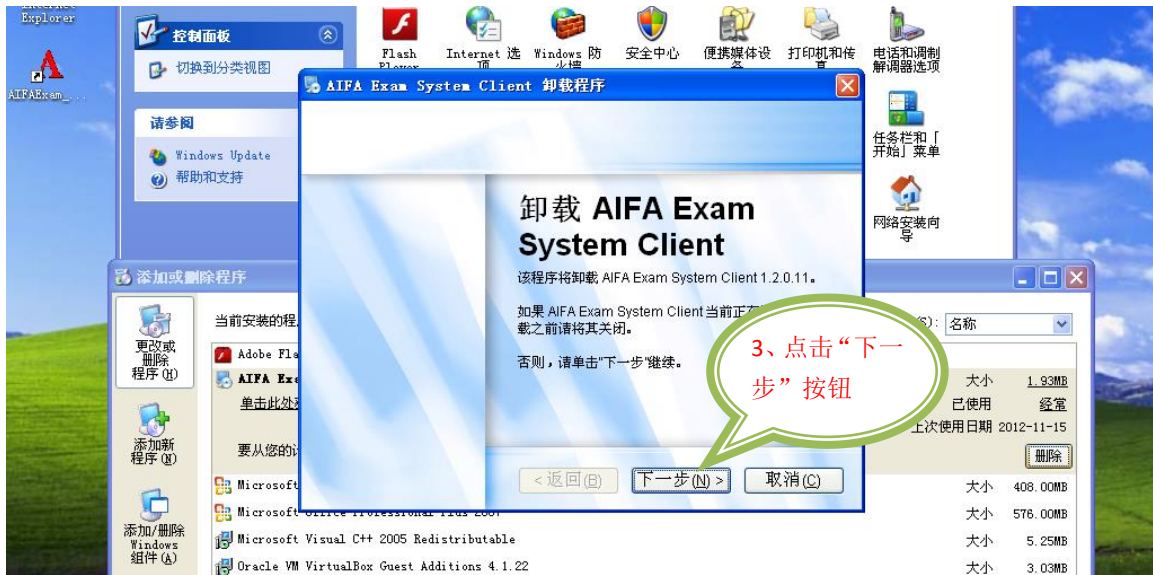 Explorer
AIFAExam_...
控制面板
切换到分类视图
请参阅
Windows Update
帮助和支持
Flash
Internet 选
Windows 防
安全中心
便携媒体设
打印机和传
电话和调制
解调器选项
任务栏和「
开始」菜单
网络安装向
导
AIFA Exam System Client 卸载程序
卸载 AIFA Exam
System Client
该程序将卸载 AIFA Exam System Client 1.2.0.11。
如果 AIFA Exam System Client 当前正在
载之前请将其关闭。
否则，请单击“下一步”继续。
<返回(B)
下一步(N) >
取消(C)
3、点击“下一
步”按钮
添加或删除程序
更改或
删除
程序(H)
添加新
程序(N)
添加/删除
Windows
组件(A)
当前安装的程
名称
Adobe Fla
AIFA Exa
大小 1.93MB
单击此处
已使用 经常
上次使用日期 2012-11-15
要从您的计
删除
Microsoft
大小 408.00MB
Microsoft Office Professional Plus 2007
大小 576.00MB
Microsoft Visual C++ 2005 Redistributable
大小 5.25MB
Oracle VM VirtualBox Guest Additions 4.1.22
大小 3.03MB